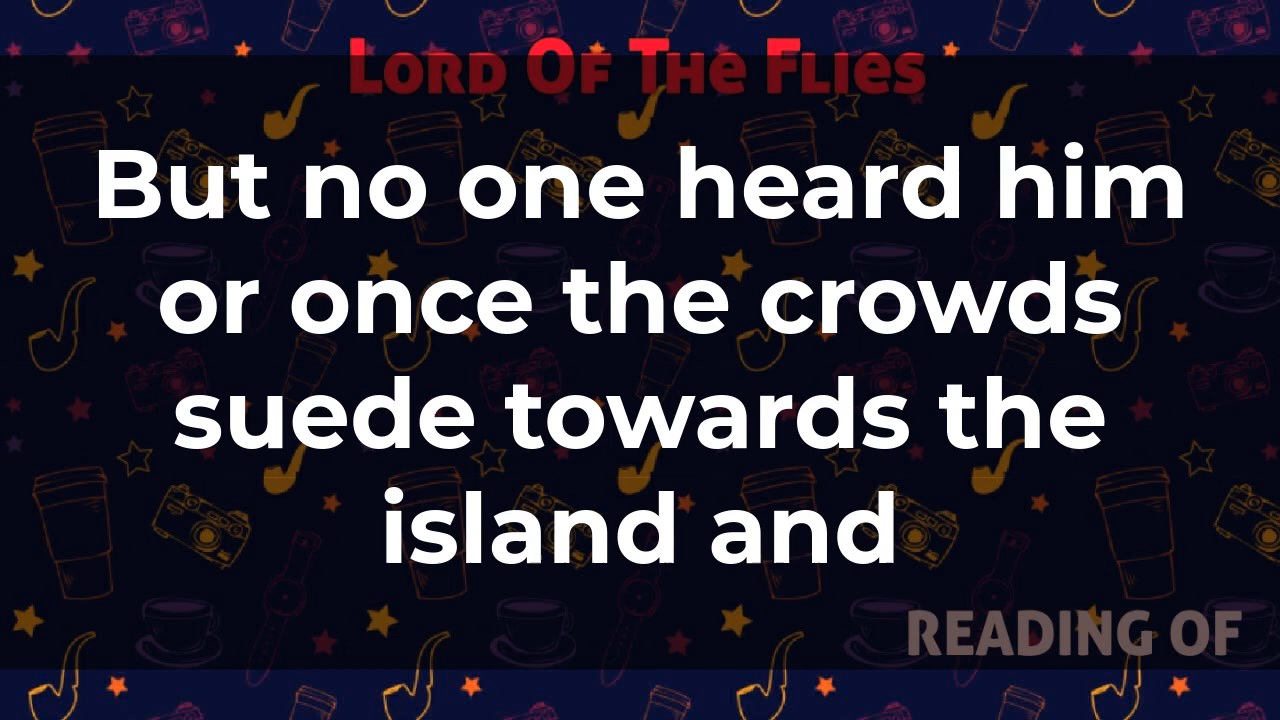 Lord Of The Flies
But no one heard him
or once the crowds
suede towards the
island and
READING OF